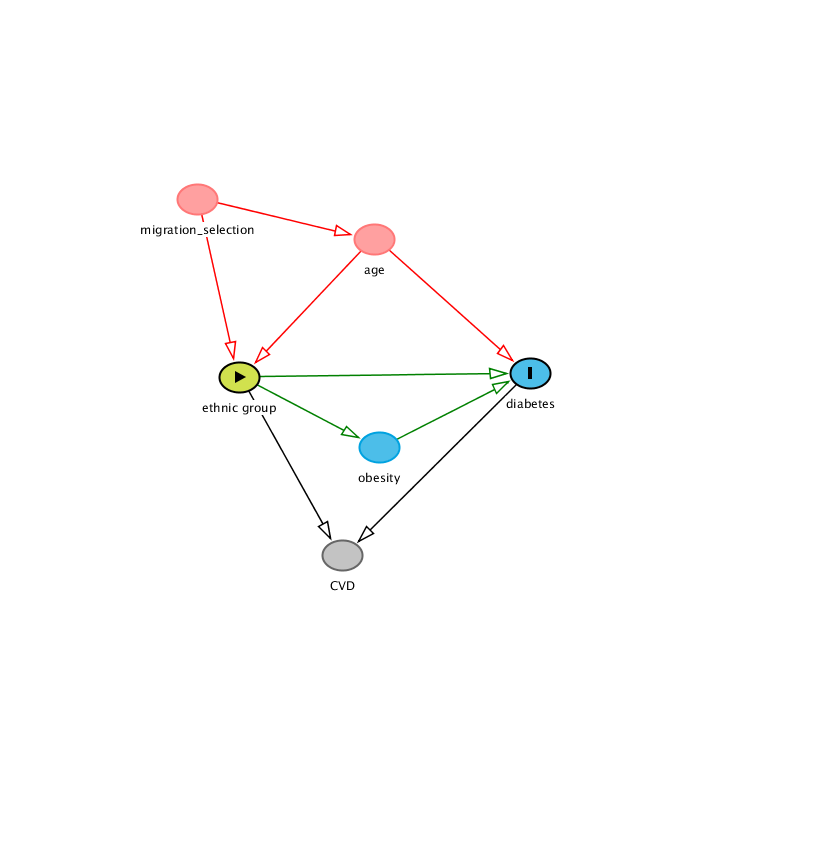 migration_selection
age
ethnic group
diabetes
obesity
CVD